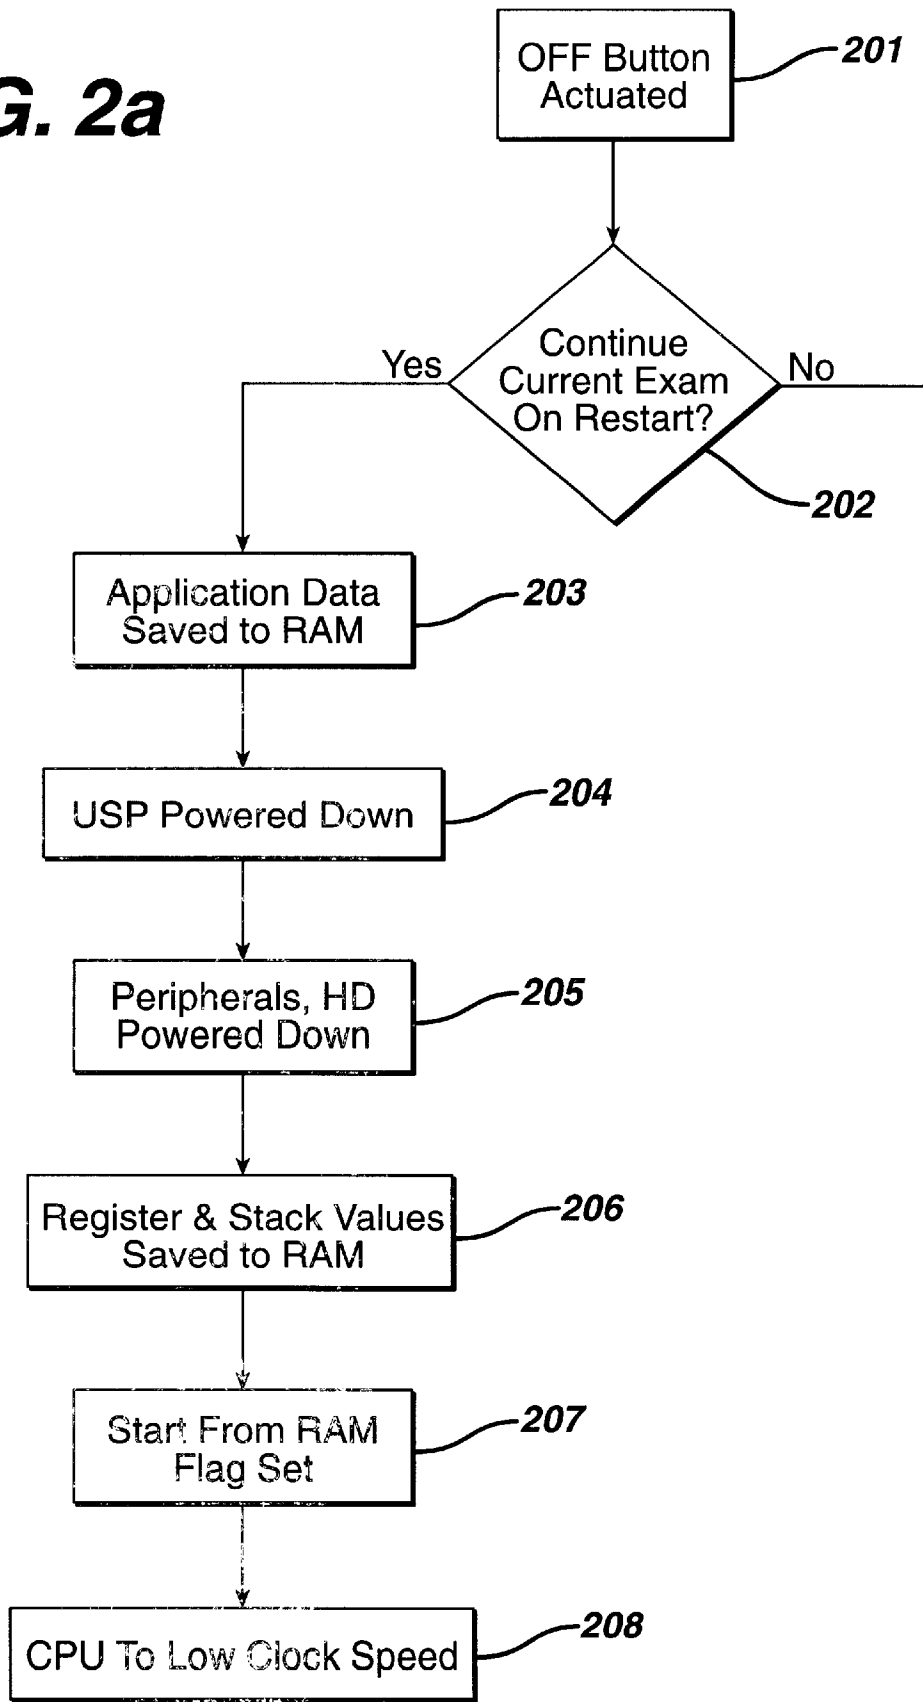 G. 2a
OFF Button
Actuated
201
Continue
Current Exam
On Restart?
Yes
No
202
Application Data
Saved to RAM
203
USP Powered Down
204
Peripherals, HD
Powered Down
205
Register & Stack Values
Saved to RAM
206
Start From RAM
Flag Set
207
CPU To Low Clock Speed
208